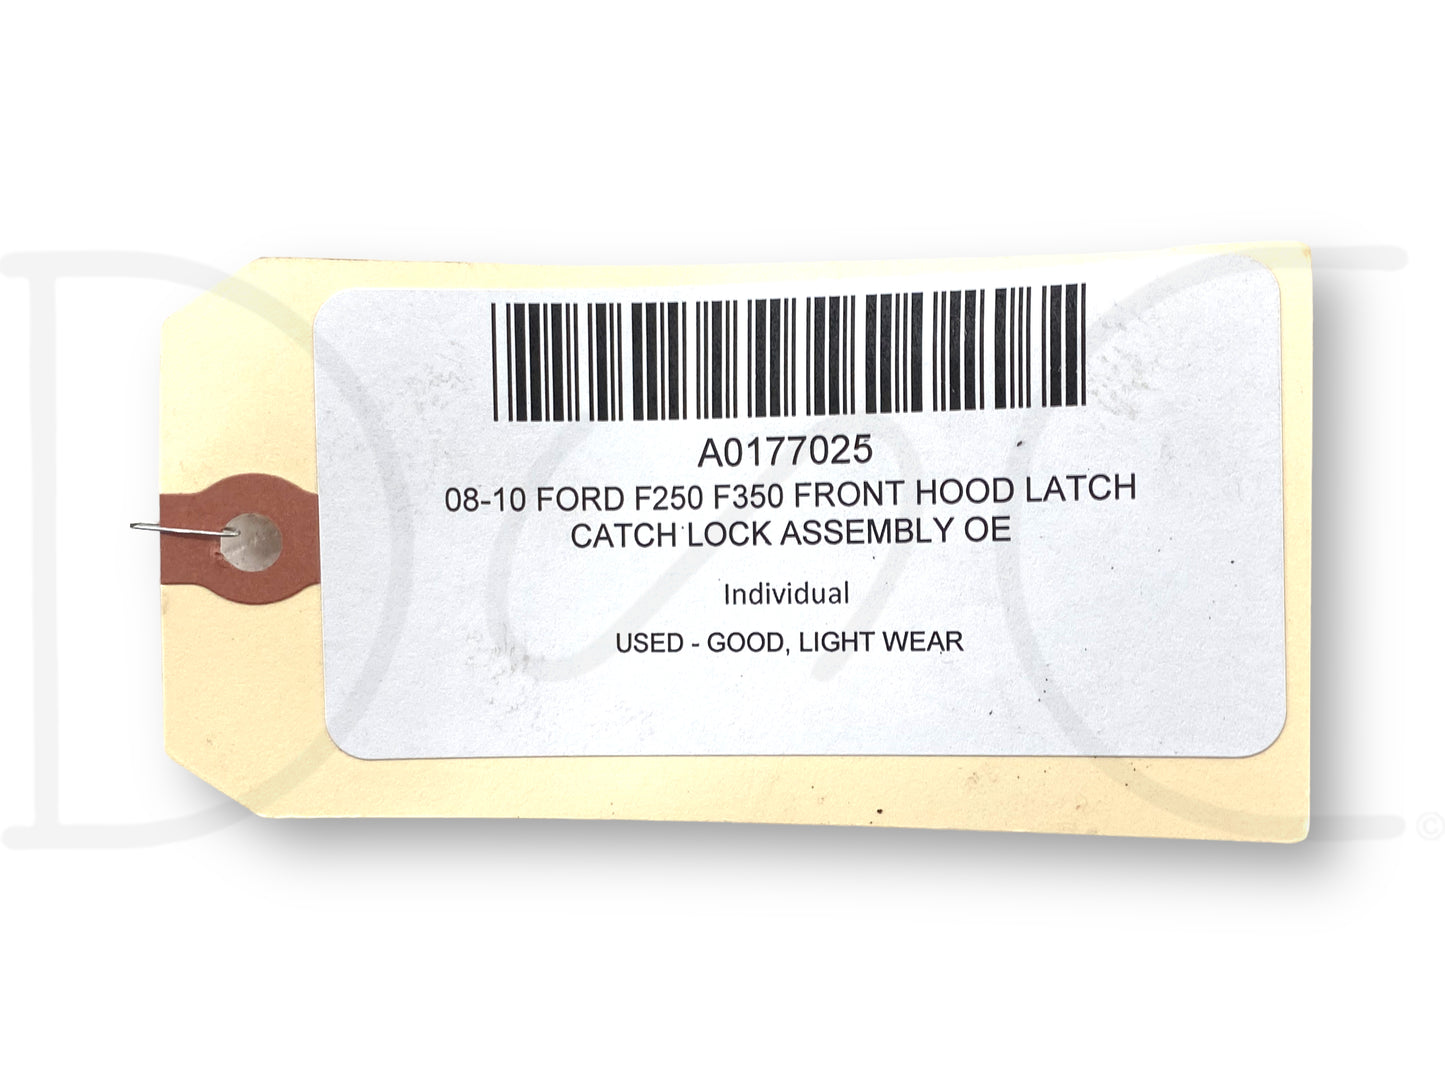 A0177025
08-10 FORD F250 F350 FRONT HOOD LATCH
CATCH LOCK ASSEMBLY OE
Individual
USED - GOOD, LIGHT WEAR
©